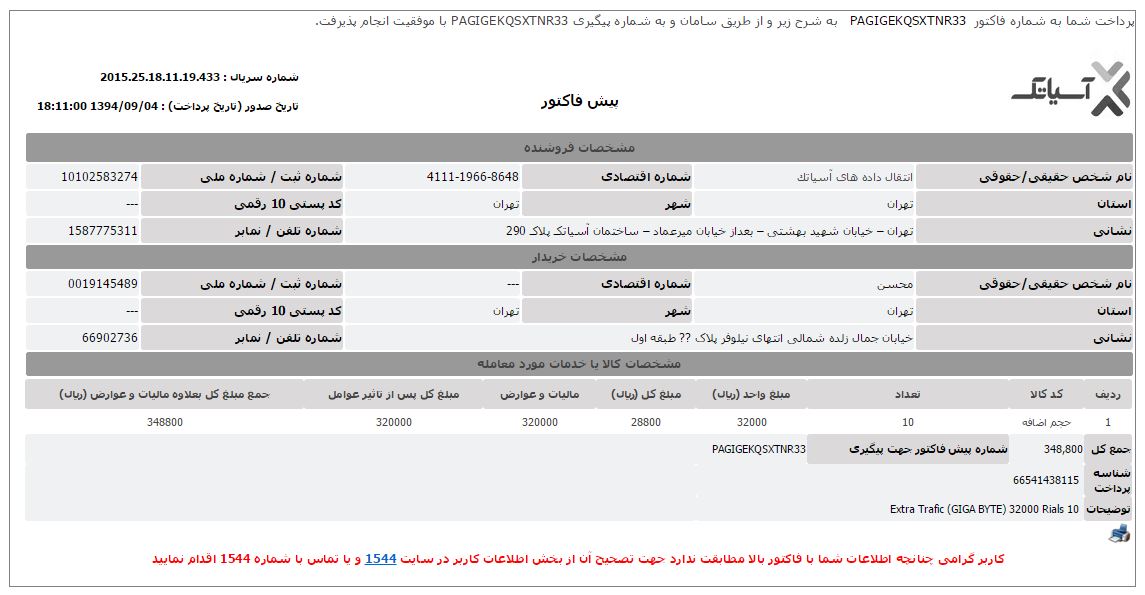 پرداخت شما به شماره فاکتور PAGIGEKQSXTNR33 به شرح زیر و از طریق سامان و به شماره پیگیری PAGIGEKQSXTNR33 با موفقیت انجام پذیرفت.
آسیاتک
شماره سریال : 2015.25.18.11.19.433
پیش فاکتور
تاریخ صدور (تاریخ پرداخت) : 1394/09/04 18:11:00
مشخصات فروشنده
نام شخص حقیقی/حقوقی انتقال داده های آسیاتك شماره اقتصادی 4111-1966-8648 شماره ثبت / شماره ملی 10102583274
استان تهران شهر تهران کد پستی 10 رقمی ---
نشانی تهران – خیابان شهید بهشتی – بعداز خیابان میرعماد – ساختمان آسیاتک پلاک 290 شماره تلفن / نمابر 1587775311
مشخصات خریدار
نام شخص حقیقی/حقوقی محسن شماره اقتصادی --- شماره ثبت / شماره ملی 0019145489
استان تهران شهر تهران کد پستی 10 رقمی ---
نشانی خیابان جمال زلده شمالی انتهای نیلوفر پلاک ?? طبقه اول شماره تلفن / نمابر 66902736
مشخصات کالا یا خدمات مورد معامله
ردیف کد کالا تعداد مبلغ واحد (ریال) مبلغ کل (ریال) مالیات و عوارض مبلغ کل پس از تاثیر عوامل جمع مبلغ کل بعلاوه مالیات و عوارض (ریال)
1 حجم اضافه 10 32000 28800 320000 320000 348800
جمع کل 348,800 شماره پیش فاکتور جهت پیگیری PAGIGEKQSXTNR33
شناسه پرداخت 66541438115
توضیحات Extra Trafic (GIGA BYTE) 32000 Rials 10
کاربر گرامی چنانچه اطلاعات شما با فاکتور بالا مطابقت ندارد جهت تصحیح آن از بخش اطلاعات کاربر در سایت 1544 و یا تماس با شماره 1544 اقدام نمایید